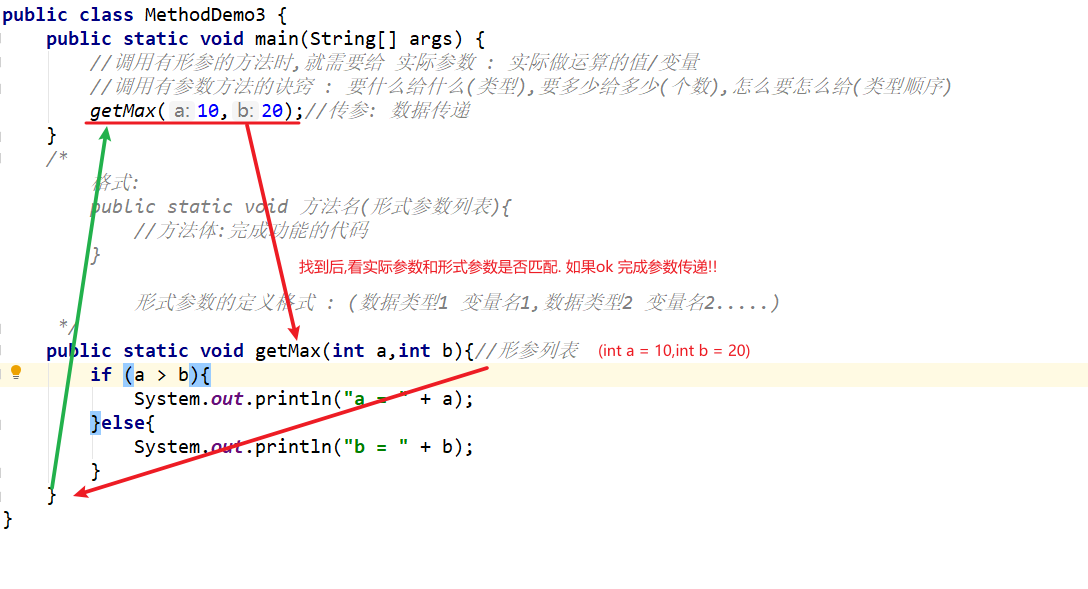 public class MethodDemo3 {
public static void main(String[] args) {
//调用有形参的方法时,就需要给 实际参数 : 实际做运算的值/变量
//调用有参数方法的诀窍 : 要什么给什么(类型),要多少给多少(个数),怎么要怎么给(类型顺序)
getMax( a: 10, b: 20);//传参: 数据传递
}
/*
格式:
public static void 方法名(形式参数列表){
//方法体:完成功能的代码
}
找到后,看实际参数和形式参数是否匹配. 如果ok 完成参数传递!!
形式参数的定义格式 : (数据类型1 变量名1,数据类型2 变量名2.....)
*/
public static void getMax(int a,int b){//形参列表 (int a = 10,int b = 20)
if (a > b){
System.out.println("a = " + a);
}else{
System.out.println("b = " + b);
}
}
}